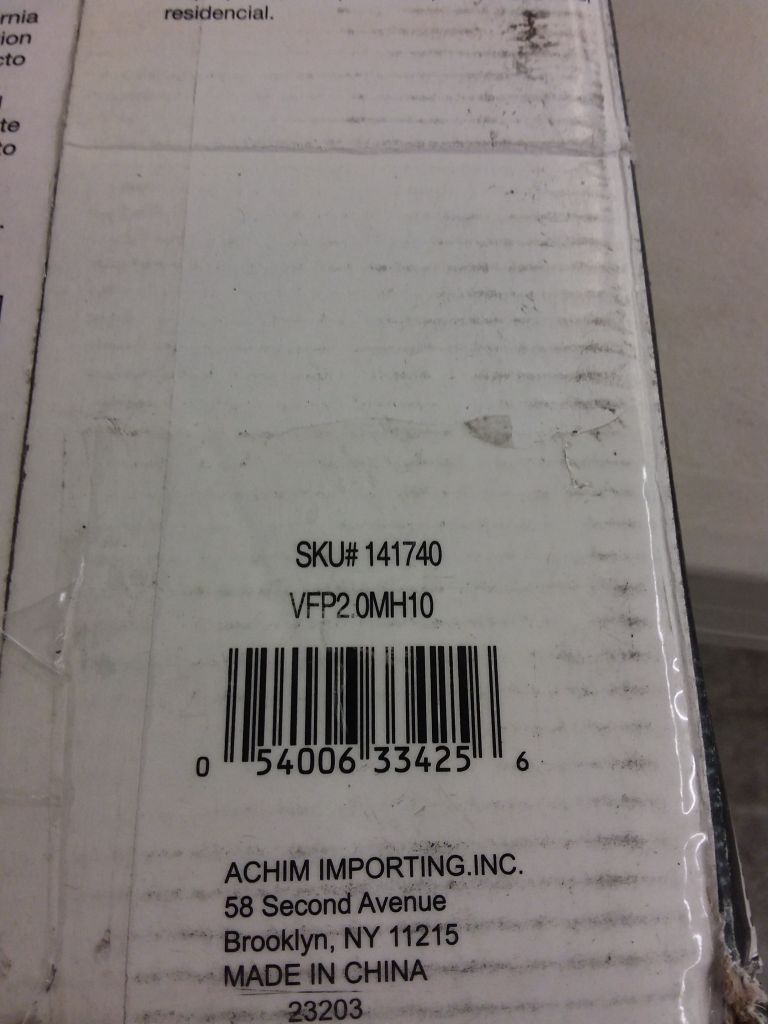 rnia
ion
cto
te
to
residencial.
SKU# 141740
VFP2.0MH10
0 54006 33425 6
ACHIM IMPORTING.INC.
58 Second Avenue
Brooklyn, NY 11215
MADE IN CHINA
23203